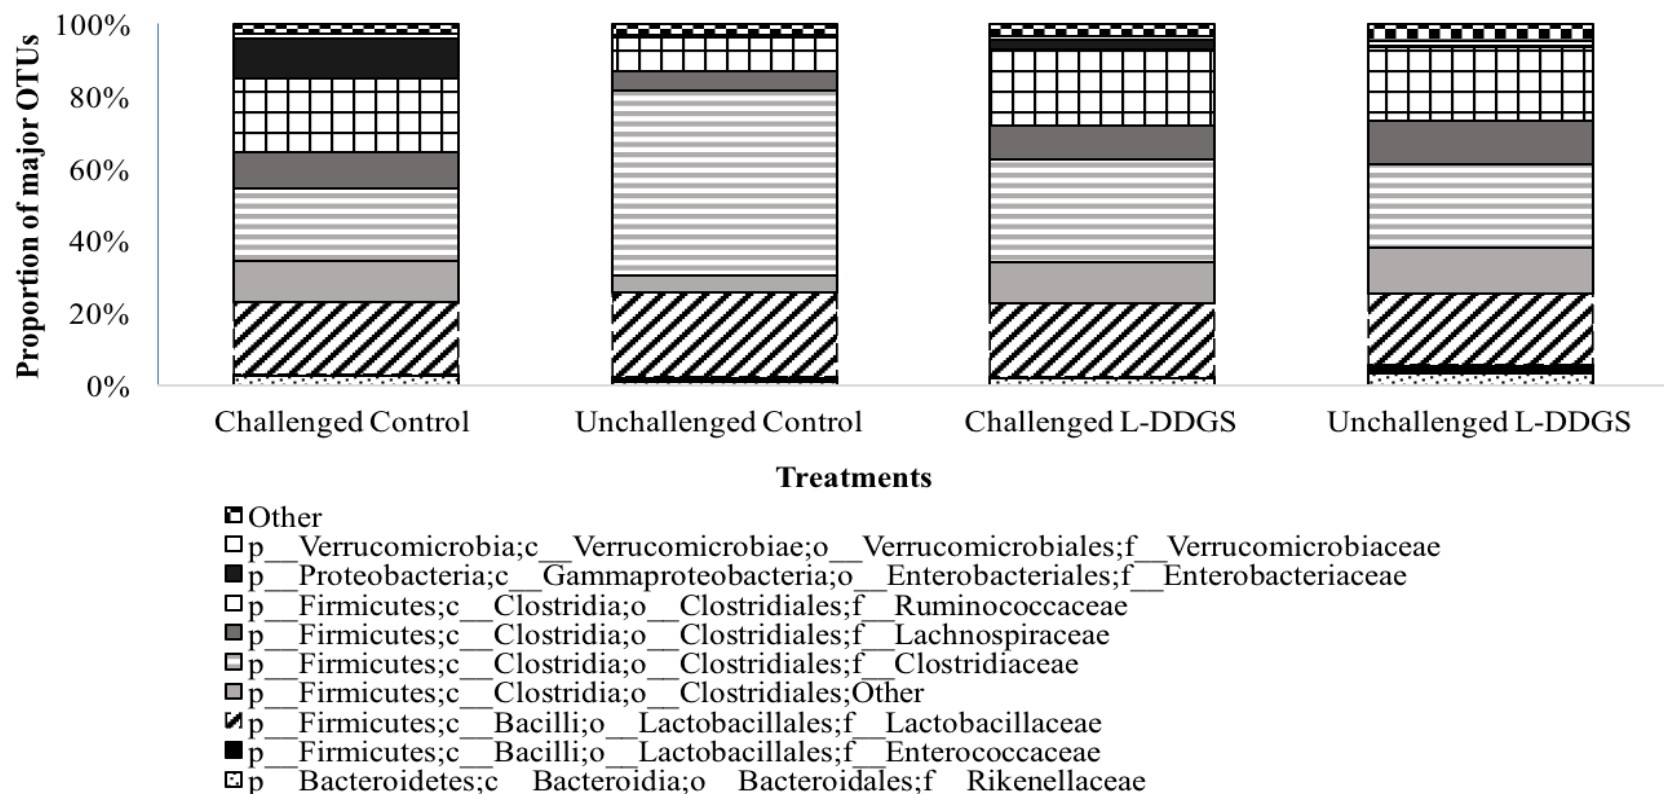 Proportion of major OTUs
100%
80%
60%
40%
20%
0%
Challenged Control
Unchallenged Control
Challenged L-DDGS
Unchallenged L-DDGS
Treatments
Other
p__Verrucomicrobia;c__Verrucomicrobiae;o__Verrucomicrobiales;f__Verrucomicrobiaceae
p__Proteobacteria;c__Gammaproteobacteria;o__Enterobacteriales;f__Enterobacteriaceae
p__Firmicutes;c__Clostridia;o__Clostridiales;f__Ruminococcaceae
p__Firmicutes;c__Clostridia;o__Clostridiales;f__Lachnospiraceae
p__Firmicutes;c__Clostridia;o__Clostridiales;f__Clostridiaceae
p__Firmicutes;c__Clostridia;o__Clostridiales;Other
p__Firmicutes;c__Bacilli;o__Lactobacillales;f__Lactobacillaceae
p__Firmicutes;c__Bacilli;o__Lactobacillales;f__Enterococcaceae
p__Bacteroidetes;c__Bacteroidia;o__Bacteroidales;f__Rikenellaceae